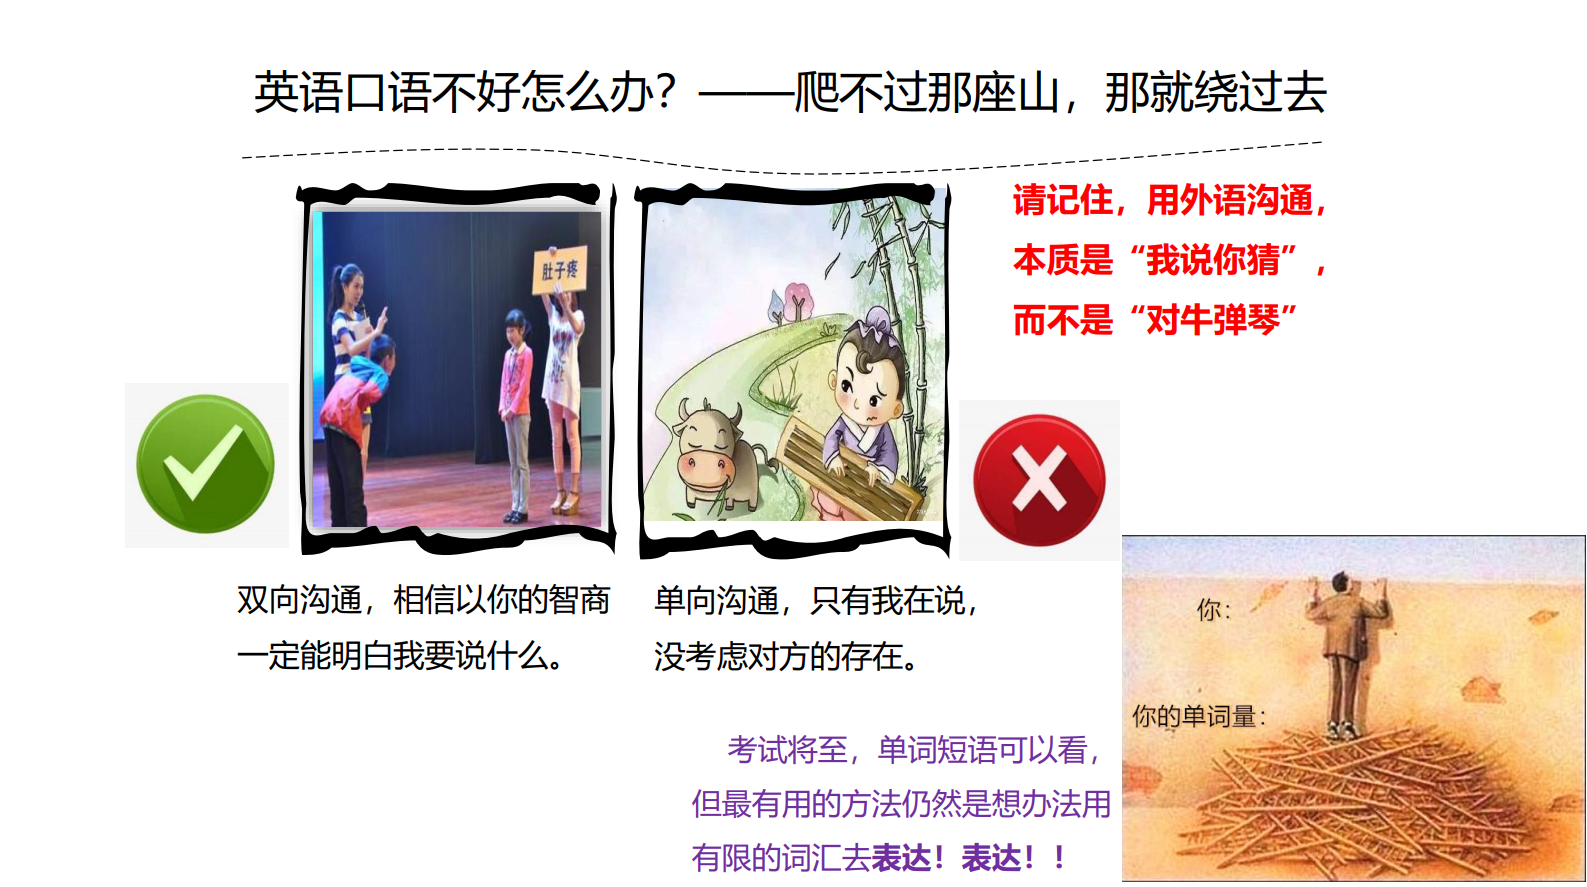 英语口语不好怎么办？——爬不过那座山，那就绕过去
请记住，用外语沟通，
本质是“我说你猜”，
而不是“对牛弹琴”
肚子疼
双向沟通，相信以你的智商
一定能明白我要说什么。
单向沟通，只有我在说，
没考虑对方的存在。
你：
你的单词量：
考试将至，单词短语可以看，
但最有用的方法仍然是想办法用
有限的词汇去表达！表达！！